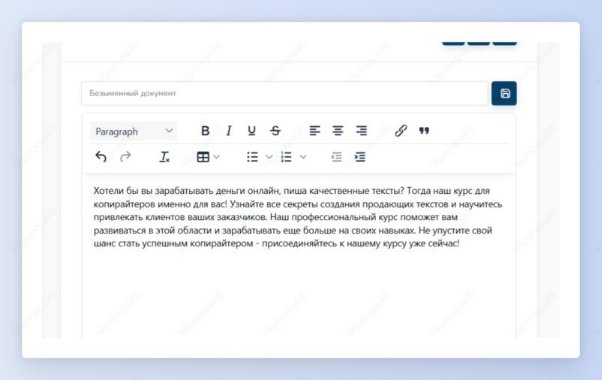 Безымянный документ
Paragraph
Хотели бы вы зарабатывать деньги онлайн, пиша качественные тексты? Тогда наш курс для
копирайтеров именно для вас! Узнайте все секреты создания продающих текстов и научитесь
привлекать клиентов ваших заказчиков. Наш профессиональный курс поможет вам
развиваться в этой области и зарабатывать еще больше на своих навыках. Не упустите свой
шанс стать успешным копирайтером - присоединяйтесь к нашему курсу уже сейчас!